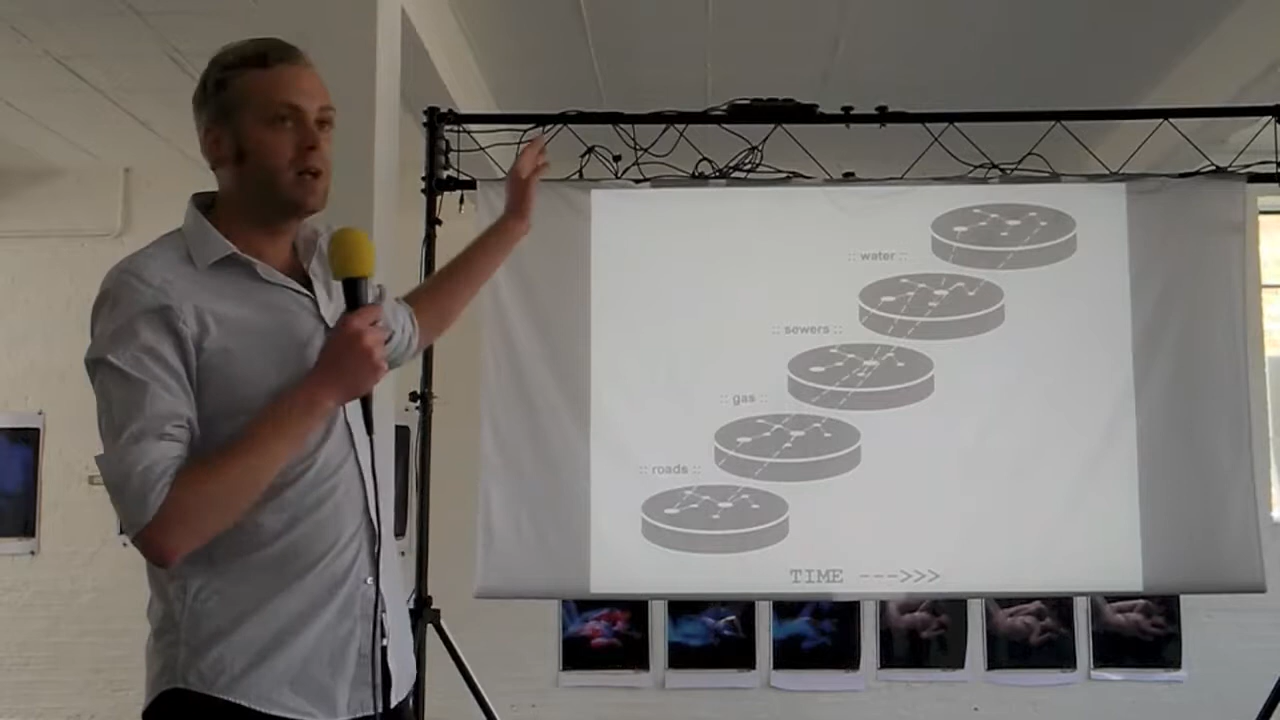 :: water ::
:: sewers ::
:: gas ::
:: roads ::
TIME --->>>